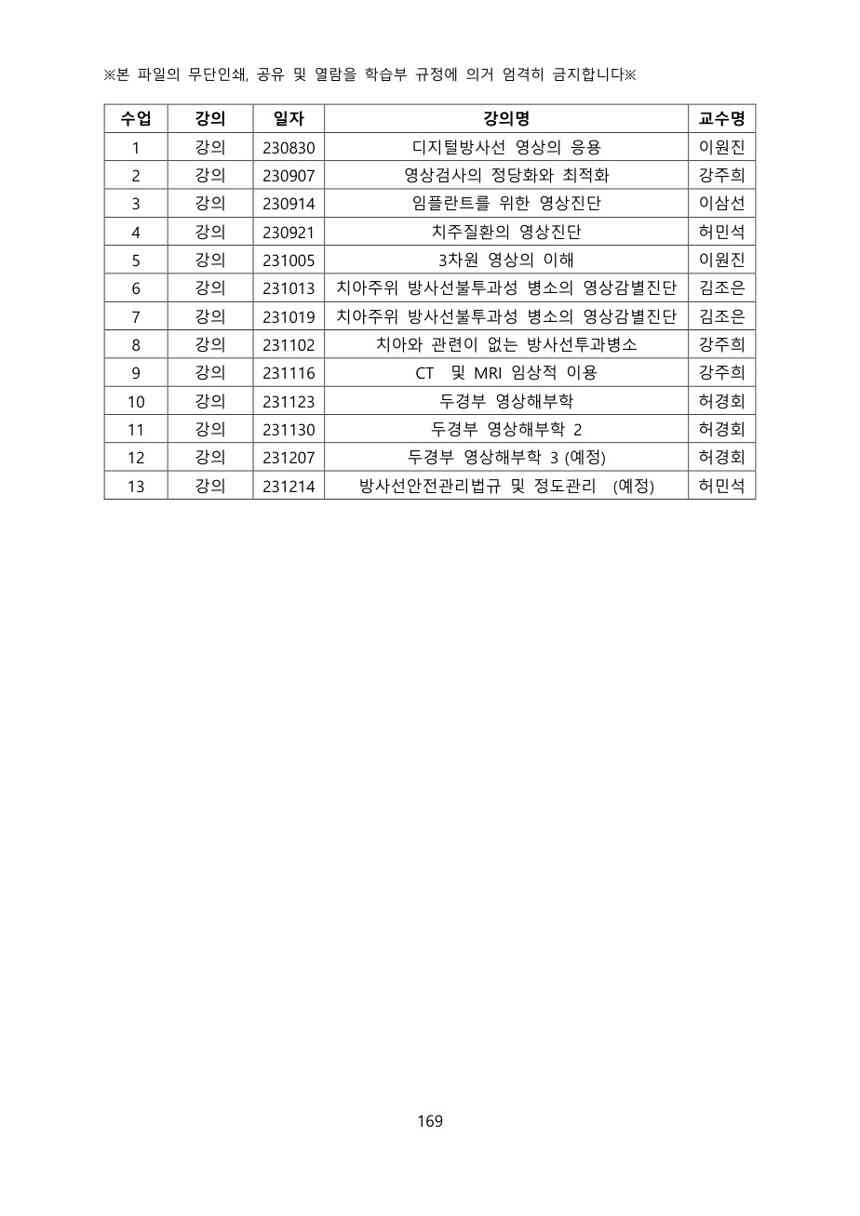 ※본 파일의 무단인쇄, 공유 및 열람을 학습부 규정에 의거 엄격히 금지합니다※
수업 강의 일자 강의명 교수명
1 강의 230830 디지털방사선 영상의 응용 이원진
2 강의 230907 영상검사의 정당화와 최적화 강주희
3 강의 230914 임플란트를 위한 영상진단 이삼선
4 강의 230921 치주질환의 영상진단 허민석
5 강의 231005 3차원 영상의 이해 이원진
6 강의 231013 치아주위 방사선불투과성 병소의 영상감별진단 김조은
7 강의 231019 치아주위 방사선불투과성 병소의 영상감별진단 김조은
8 강의 231102 치아와 관련이 없는 방사선투과병소 강주희
9 강의 231116 CT 및 MRI 임상적 이용 강주희
10 강의 231123 두경부 영상해부학 허경회
11 강의 231130 두경부 영상해부학 2 허경회
12 강의 231207 두경부 영상해부학 3 (예정) 허경회
13 강의 231214 방사선안전관리법규 및 정도관리 (예정) 허민석
169